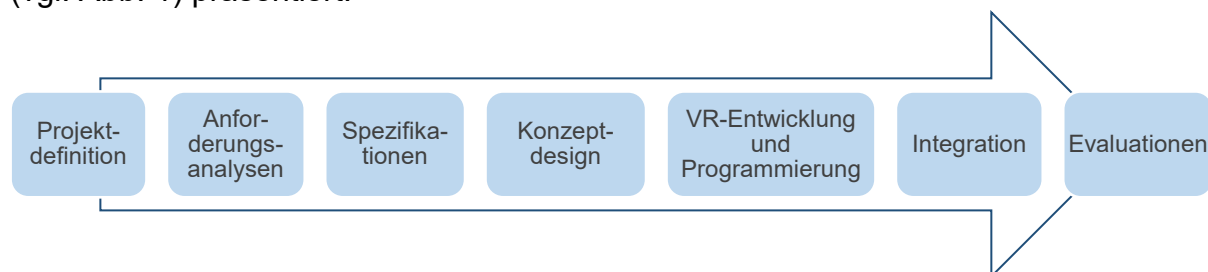 (vgl. Abb. 1) präsentiert.
Projekt-
definition
Anfor-
derungs-
analysen
Spezifika-
tionen
Konzept-
design
VR-Entwicklung
und
Programmierung
Integration
Evaluationen